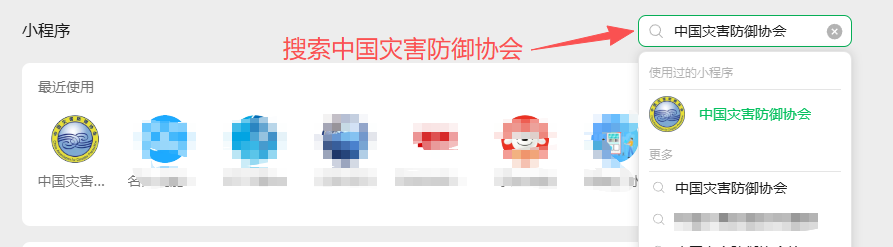 小程序
中国灾害防御协会
搜索中国灾害防御协会
使用过的小程序
最近使用
中国灾害防御协会
中国灾害...
更多
中国灾害防御协会